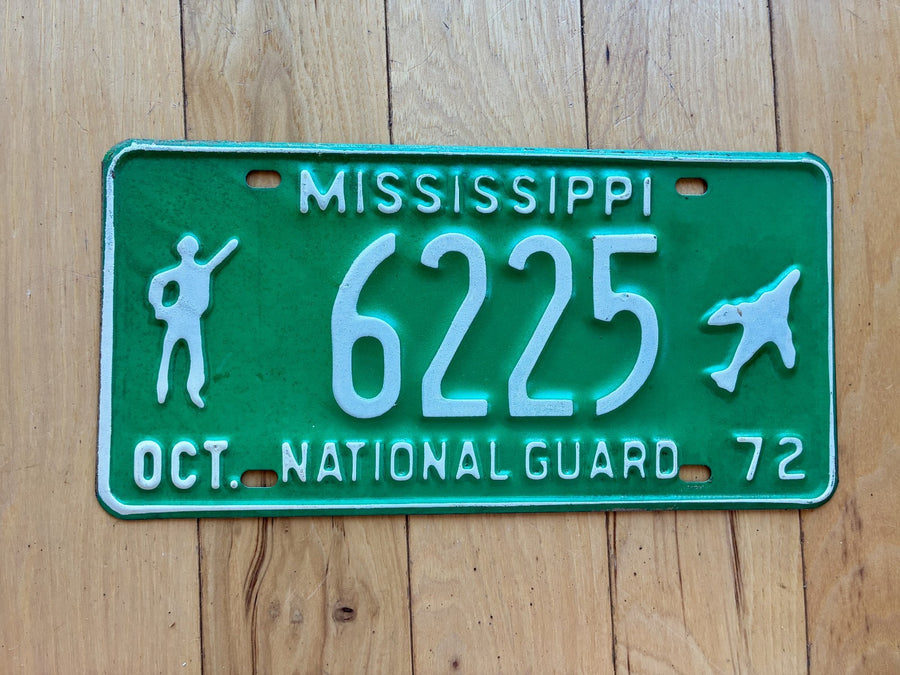 MISSISSIPPI
6225
OCT. NATIONAL GUARD 72